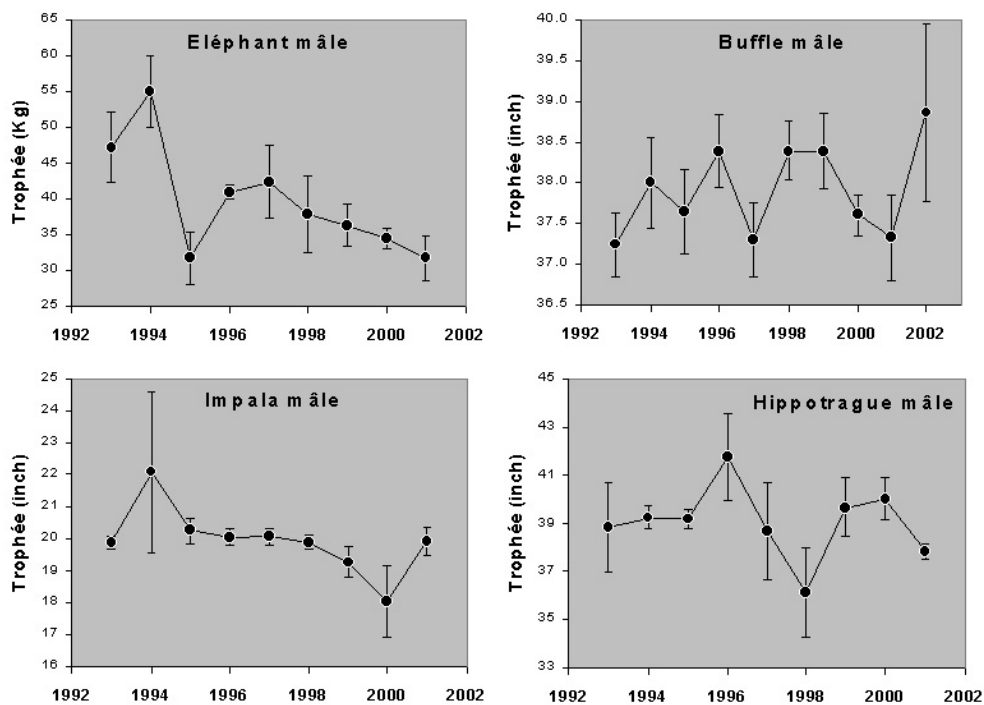 Eléphant mâle
Trophée (Kg)
65
60
55
50
45
40
35
30
25
1992 1994 1996 1998 2000 2002
Buffle mâle
Trophée (inch)
40.0
39.5
39.0
38.5
38.0
37.5
37.0
36.5
1992 1994 1996 1998 2000 2002
Impala mâle
Trophée (inch)
25
24
23
22
21
20
19
18
17
16
1992 1994 1996 1998 2000 2002
Hippotrague mâle
Trophée (inch)
45
43
41
39
37
35
33
1992 1994 1996 1998 2000 2002